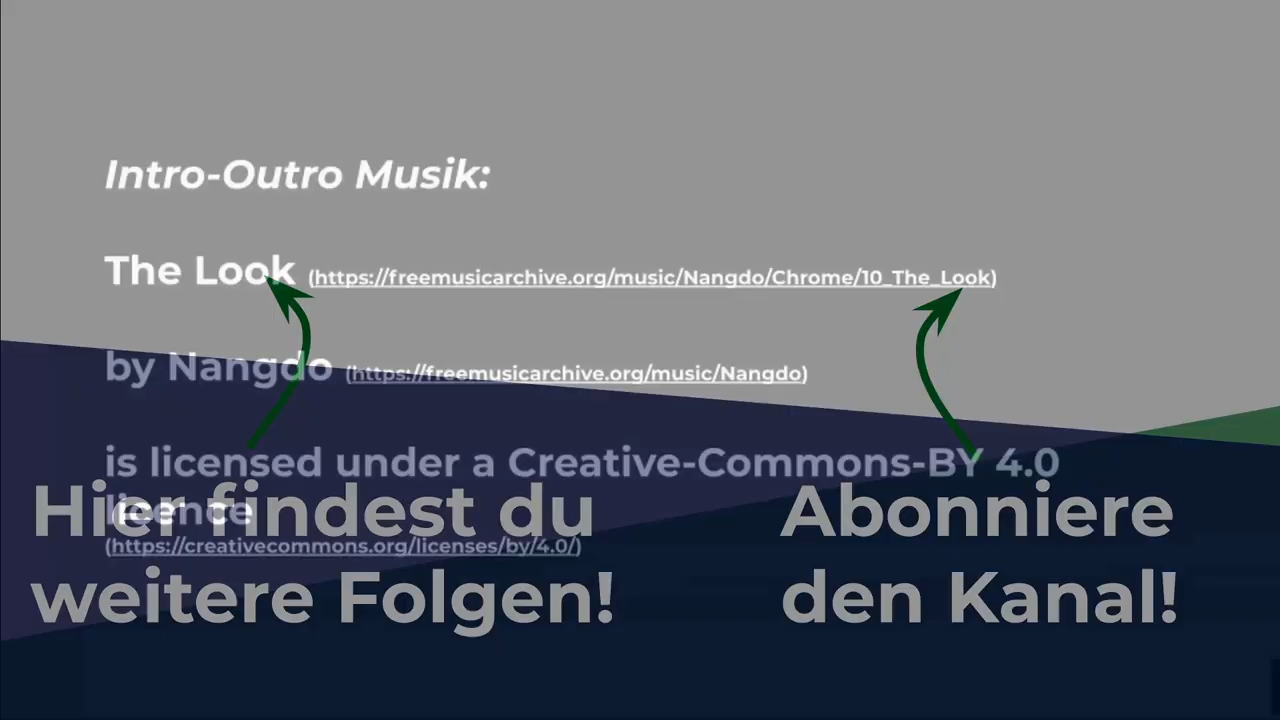 Intro-Outro Musik:
The Look (https://freemusicarchive.org/music/Nangdo/Chrome/10_The_Look)
by Nangdo (https://freemusicarchive.org/music/Nangdo)
is licensed under a Creative-Commons-BY 4.0
licence
(https://creativecommons.org/licenses/by/4.0/)
Hier findest du
weitere Folgen!
Abonniere
den Kanal!